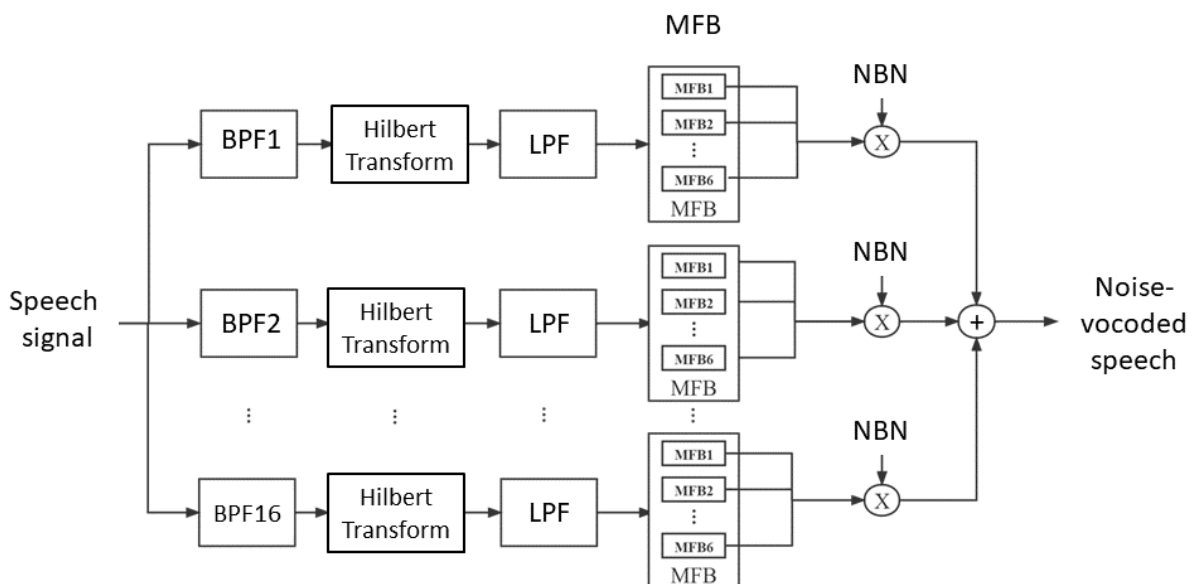 MFB
NBN
MFB1
MFB2
⋮
MFB6
MFB
BPF1
Hilbert
Transform
LPF
X
NBN
MFB1
MFB2
⋮
MFB6
MFB
Speech
signal
BPF2
Hilbert
Transform
LPF
X
+
Noise-
vocoded
speech
⋮
⋮
⋮
⋮
NBN
MFB1
MFB2
⋮
MFB6
MFB
BPF16
Hilbert
Transform
LPF
X